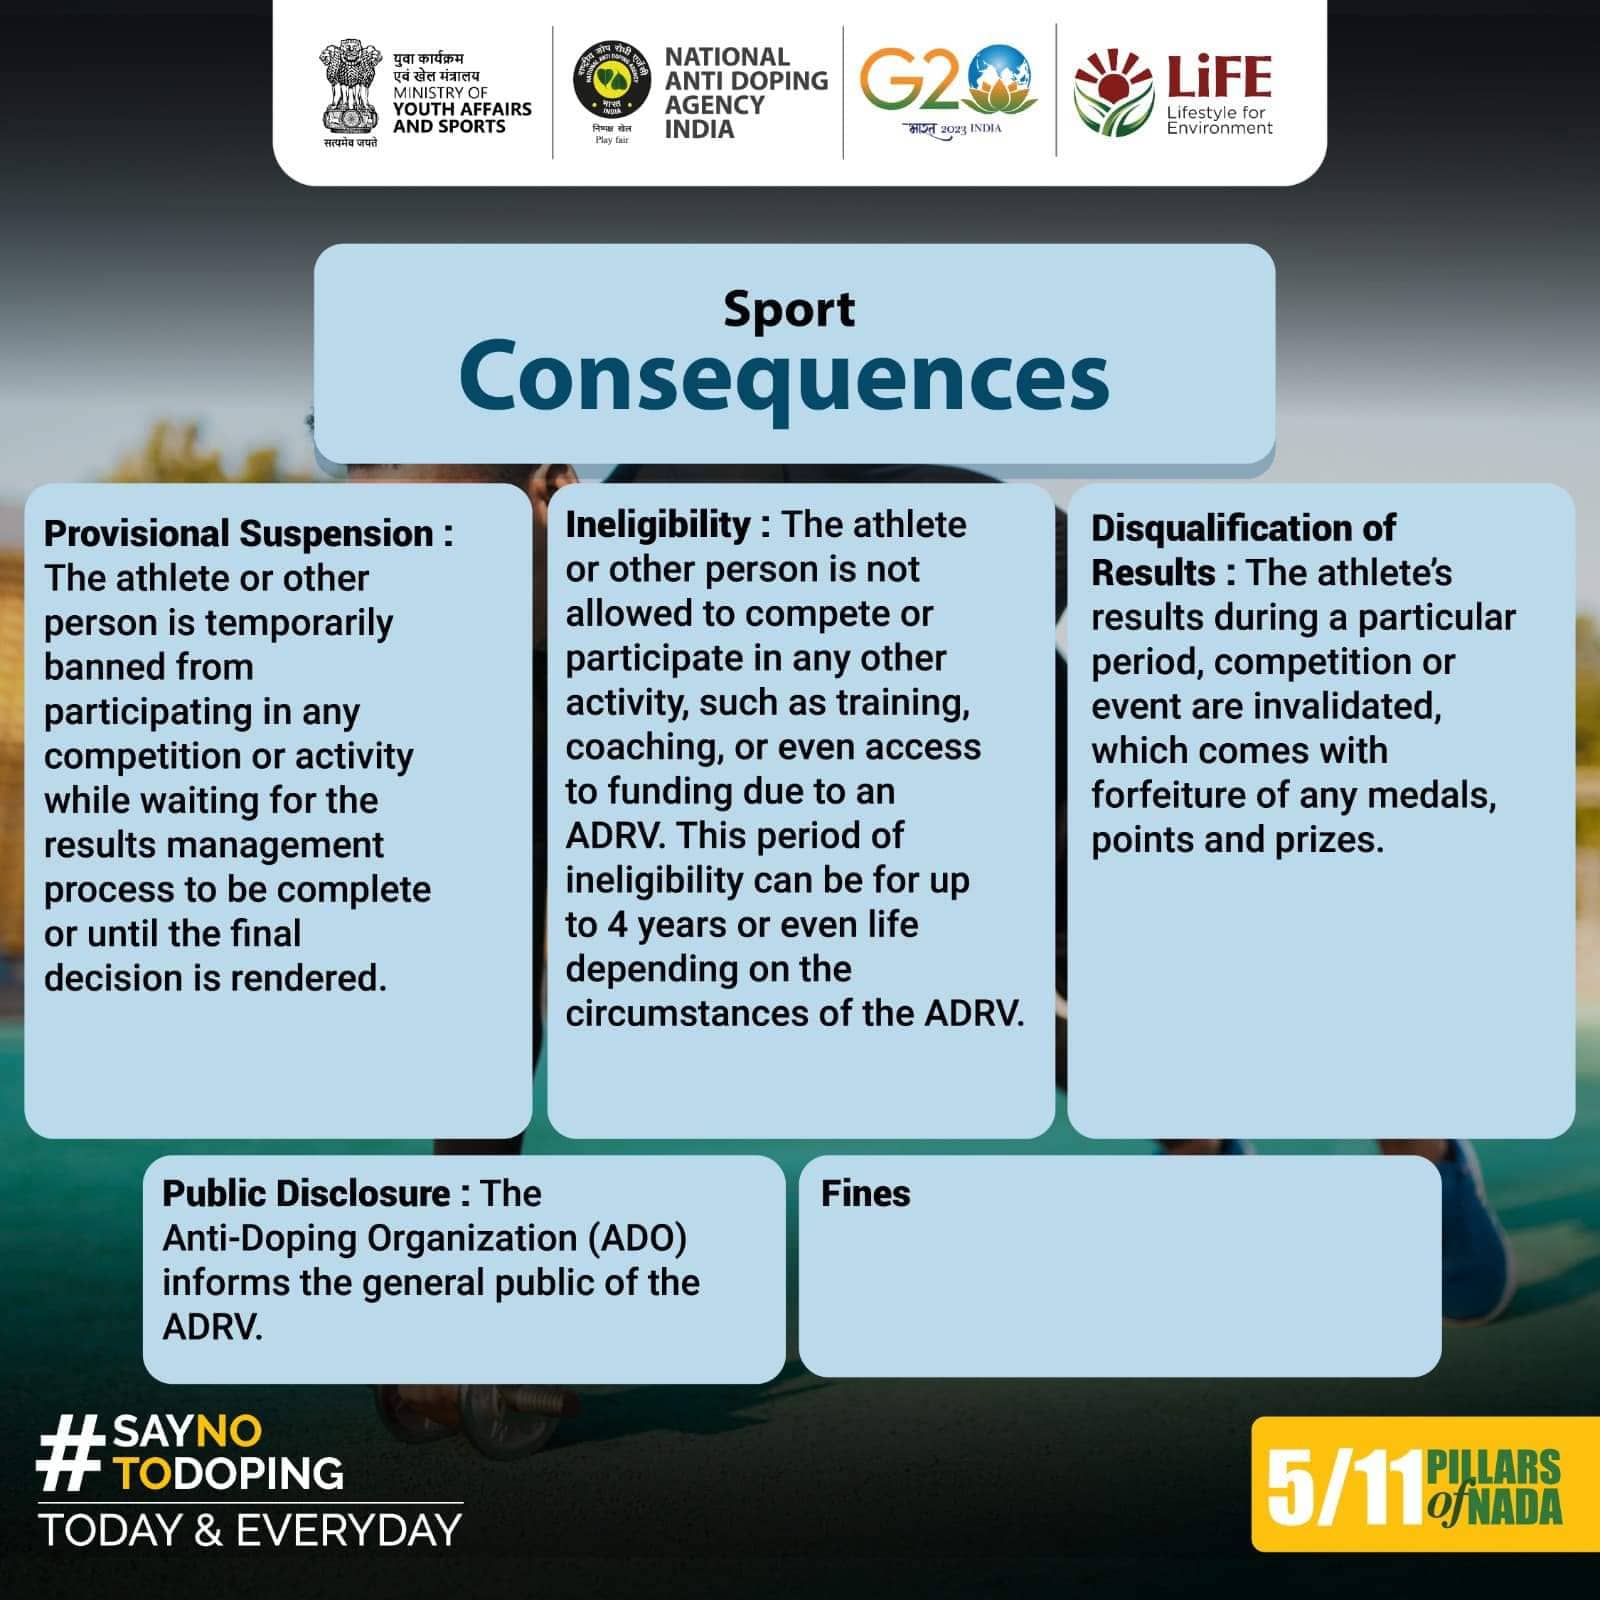 युवा कार्यक्रम
एवं खेल मंत्रालय
MINISTRY OF
YOUTH AFFAIRS
AND SPORTS
सत्यमेव जयते
राष्ट्रीय डोप रोधी एजेंसी
NATIONAL ANTI DOPING AGENCY
भारत
INDIA
निष्पक्ष खेल
Play fair
NATIONAL
ANTI DOPING
AGENCY
INDIA
G20
भारत 2023 INDIA
LiFE
Lifestyle for
Environment
Sport
Consequences
Provisional Suspension :
The athlete or other
person is temporarily
banned from
participating in any
competition or activity
while waiting for the
results management
process to be complete
or until the final
decision is rendered.
Ineligibility : The athlete
or other person is not
allowed to compete or
participate in any other
activity, such as training,
coaching, or even access
to funding due to an
ADRV. This period of
ineligibility can be for up
to 4 years or even life
depending on the
circumstances of the ADRV.
Disqualification of
Results : The athlete’s
results during a particular
period, competition or
event are invalidated,
which comes with
forfeiture of any medals,
points and prizes.
Public Disclosure : The
Anti-Doping Organization (ADO)
informs the general public of the
ADRV.
Fines
#SAYNO
TODOPING
TODAY & EVERYDAY
5/11 PILLARS
of NADA